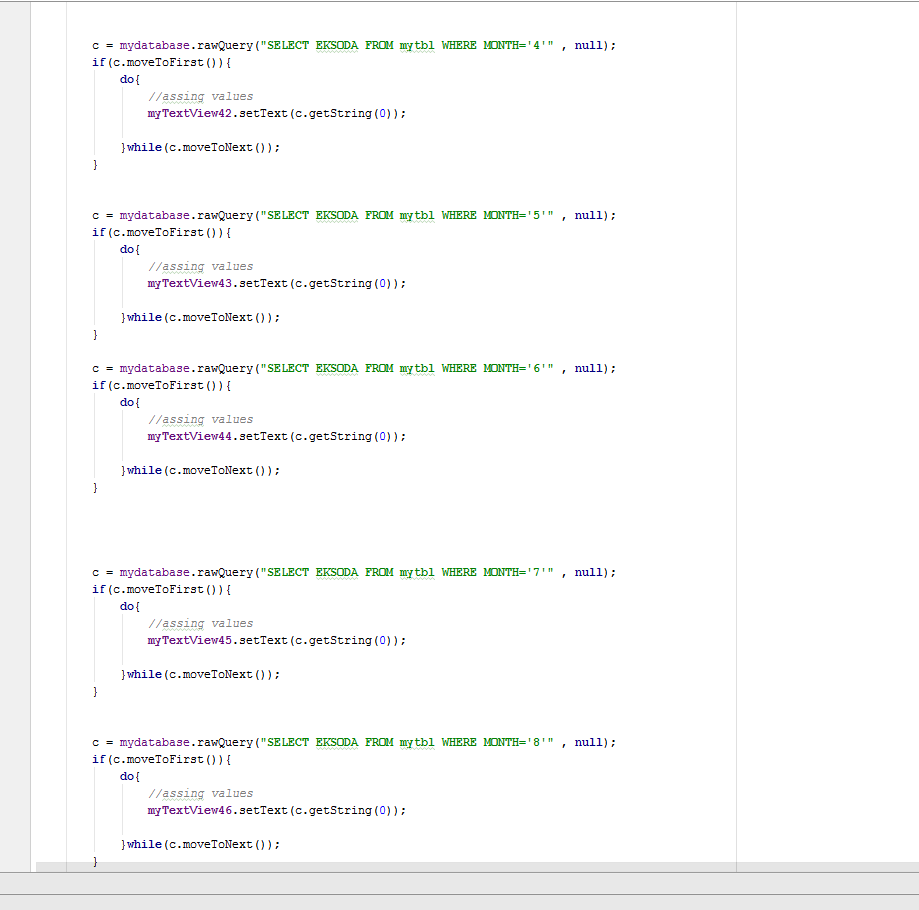 c = mydatabase.rawQuery("SELECT EKSODA FROM mytbl WHERE MONTH='4'" , null);
if(c.moveToFirst()){
do{
//assing values
myTextView42.setText(c.getString(0));
}while(c.moveToNext());
}
c = mydatabase.rawQuery("SELECT EKSODA FROM mytbl WHERE MONTH='5'" , null);
if(c.moveToFirst()){
do{
//assing values
myTextView43.setText(c.getString(0));
}while(c.moveToNext());
}
c = mydatabase.rawQuery("SELECT EKSODA FROM mytbl WHERE MONTH='6'" , null);
if(c.moveToFirst()){
do{
//assing values
myTextView44.setText(c.getString(0));
}while(c.moveToNext());
}
c = mydatabase.rawQuery("SELECT EKSODA FROM mytbl WHERE MONTH='7'" , null);
if(c.moveToFirst()){
do{
//assing values
myTextView45.setText(c.getString(0));
}while(c.moveToNext());
}
c = mydatabase.rawQuery("SELECT EKSODA FROM mytbl WHERE MONTH='8'" , null);
if(c.moveToFirst()){
do{
//assing values
myTextView46.setText(c.getString(0));
}while(c.moveToNext());
}